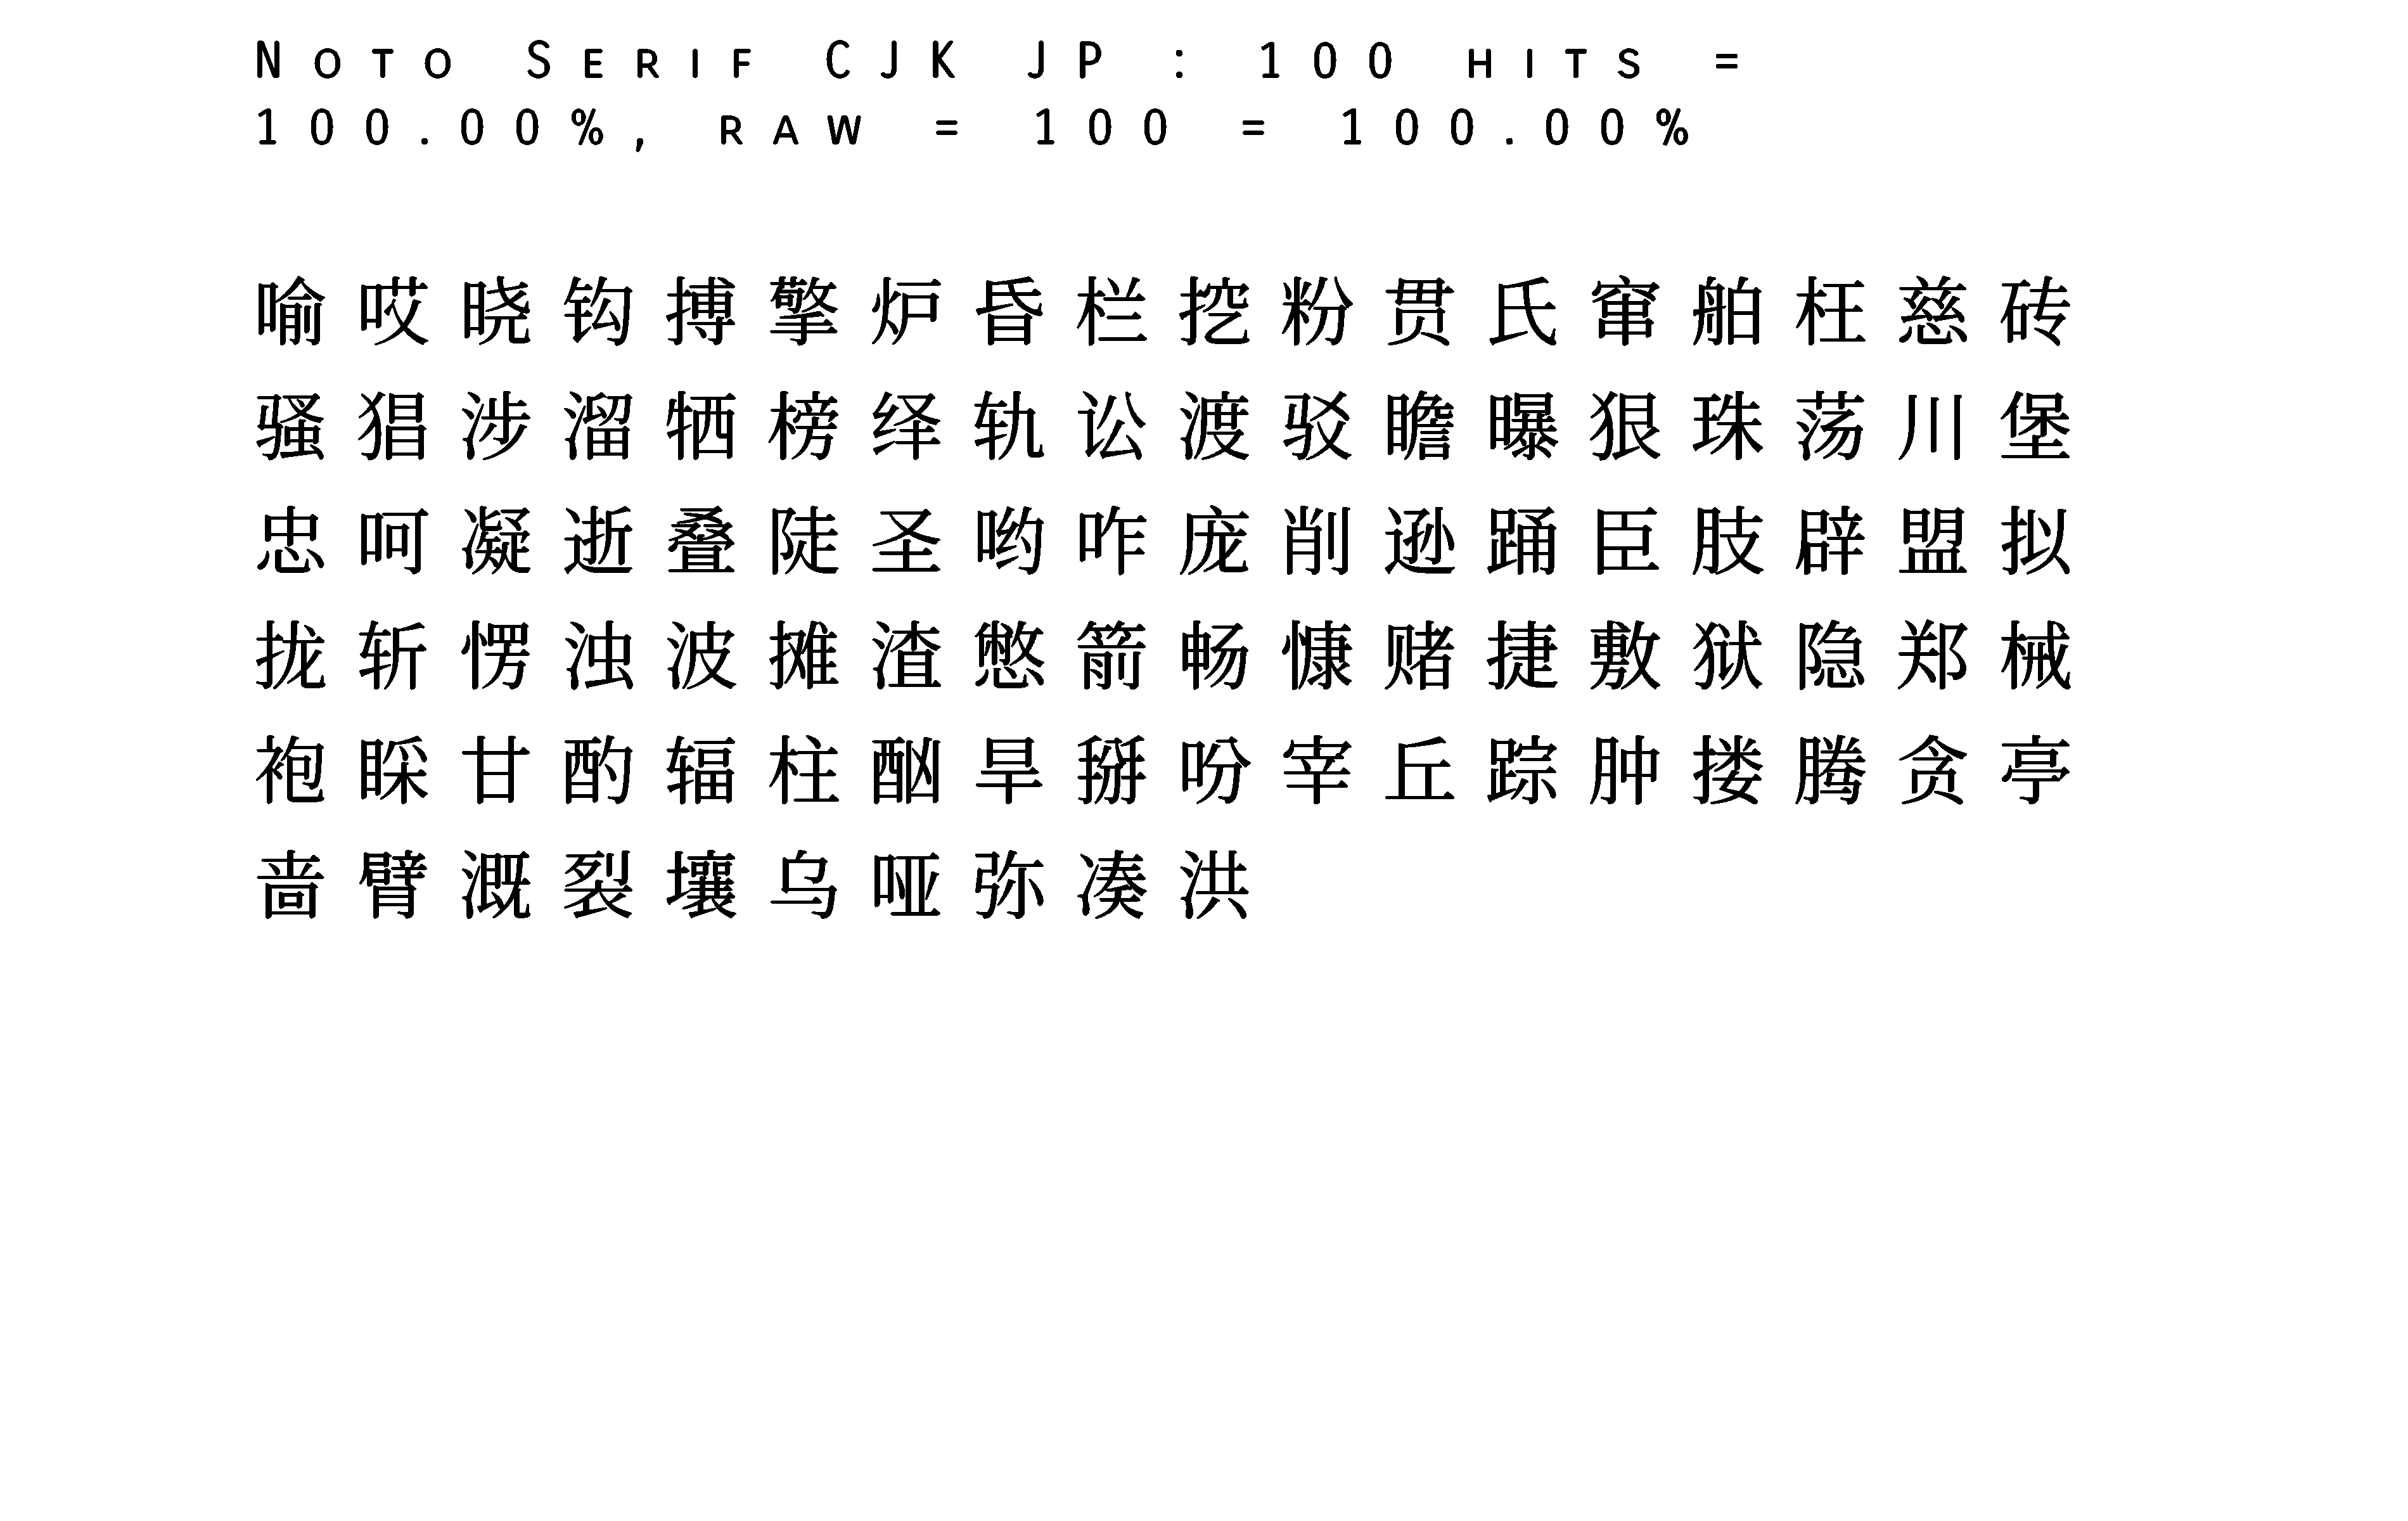 Noto Serif CJK JP : 100 hits =
100.00%, raw = 100 = 100.00%
喻哎晓钩搏擎炉昏栏挖粉贯氏窜舶枉慈砖
骚猖涉溜牺榜绎轨讼渡驳瞻曝狠珠荡川堡
忠呵凝逝叠陡圣哟咋庞削逊踊臣肢辟盟拟
拢斩愣浊波摊渣憋箭畅慷赌捷敷狱隐郑械
袍睬甘酌辐柱酗旱掰吩宰丘踪肿搂腾贪亭
啬臂溉裂壤乌哑弥凑洪